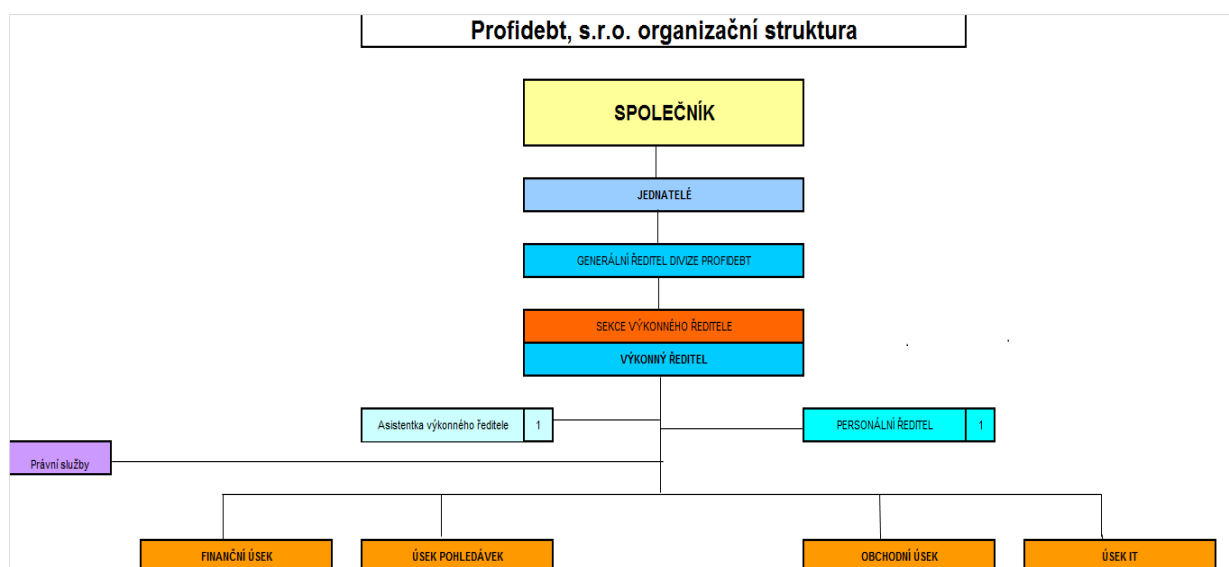 Profidebt, s.r.o. organizační struktura
SPOLEČNÍK
JEDNATELÉ
GENERÁLNÍ ŘEDITEL DIVIZE PROFIDEBT
SEKCE VÝKONNÉHO ŘEDITELE
VÝKONNÝ ŘEDITEL
Asistentka výkonného ředitele 1
PERSONÁLNÍ ŘEDITEL 1
Právní služby
FINANČNÍ ÚSEK
ÚSEK POHLEDÁVEK
OBCHODNÍ ÚSEK
ÚSEK IT